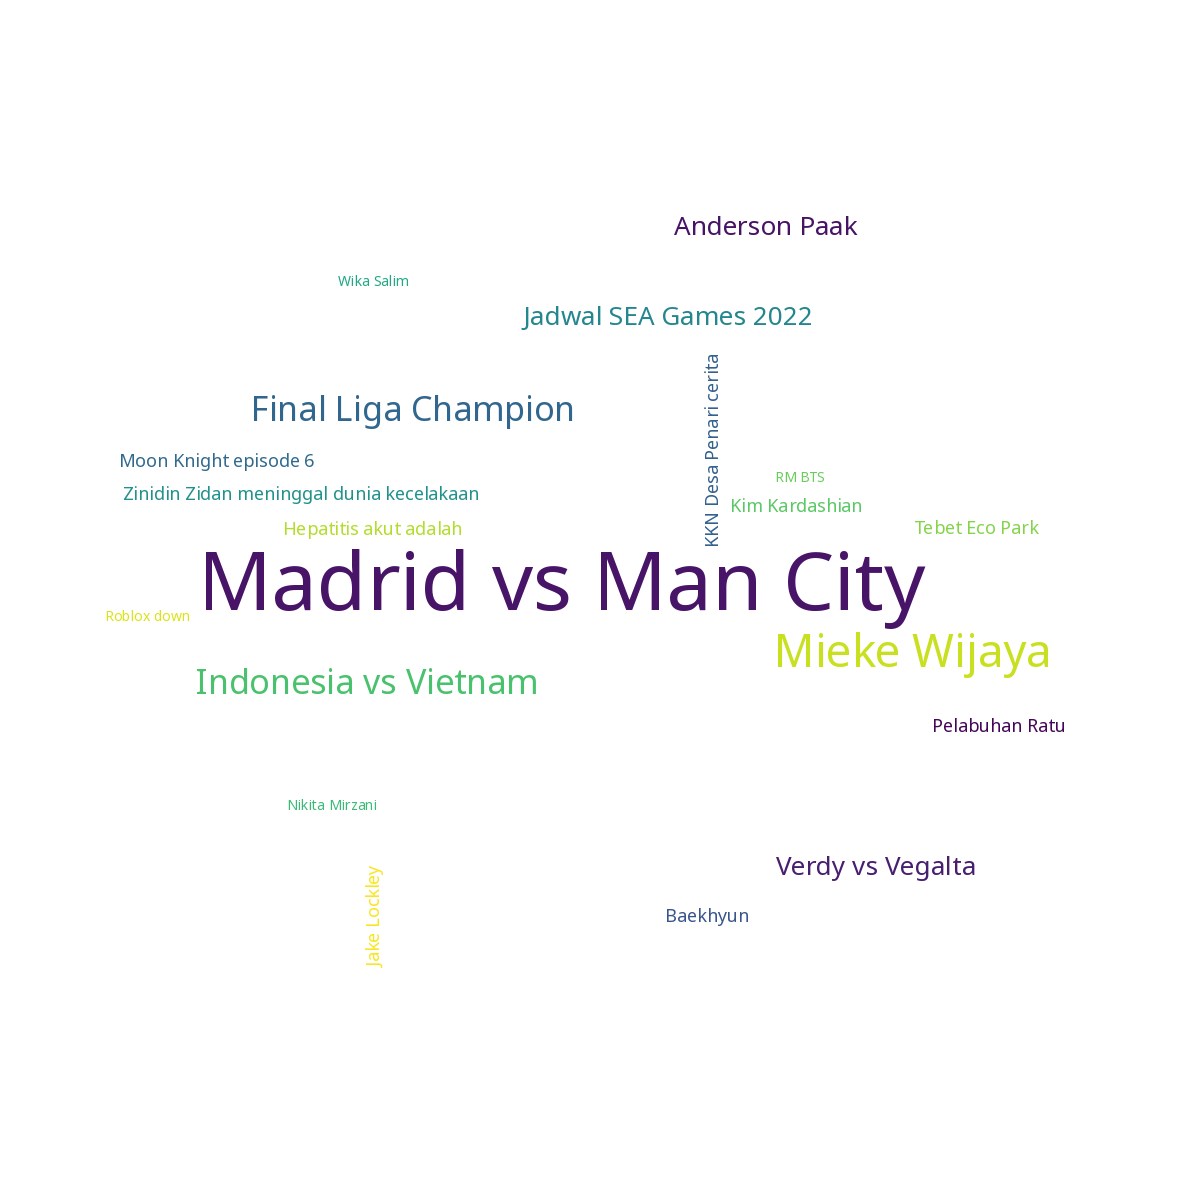 Anderson Paak
Wika Salim
Jadwal SEA Games 2022
KKN Desa Penari cerita
Final Liga Champion
Moon Knight episode 6
RM BTS
Zinidin Zidan meninggal dunia kecelakaan
Kim Kardashian
Hepatitis akut adalah
Tebet Eco Park
Madrid vs Man City
Roblox down
Mieke Wijaya
Indonesia vs Vietnam
Pelabuhan Ratu
Nikita Mirzani
Verdy vs Vegalta
Jake Lockley
Baekhyun